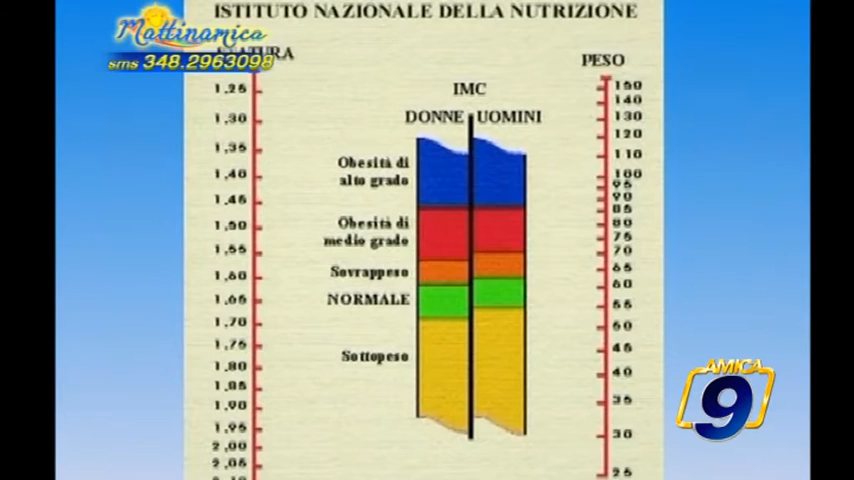 ISTITUTO NAZIONALE DELLA NUTRIZIONE
Mattinamica
sms 348.2963098
PESO
IMC
DONNE UOMINI
1,25
1,30
1,35
1,40
1,45
1,50
1,55
1,60
1,65
1,70
1,75
1,80
1,85
1,90
1,95
2,00
2,05
Obesità di
alto grado
Obesità di
medio grado
Sovrappeso
NORMALE
Sottopeso
150
140
130
120
110
100
95
90
85
80
75
70
65
60
55
50
45
40
35
30
25
AMICA
9